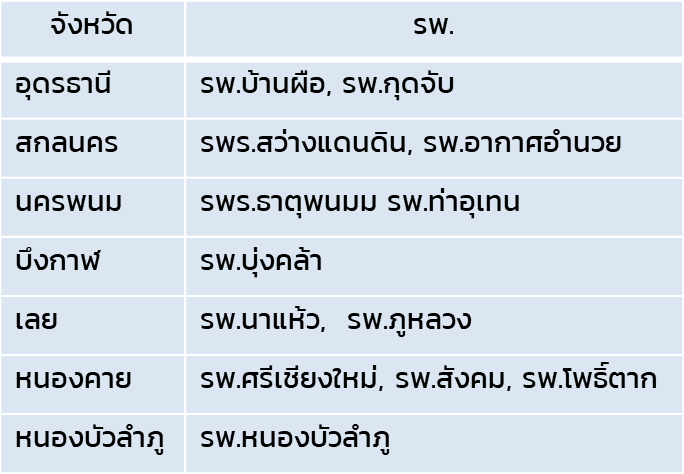 จังหวัด รพ.
อุดรธานี รพ.บ้านผือ, รพ.กุดจับ
สกลนคร รพร.สว่างแดนดิน, รพ.อากาศอำนวย
นครพนม รพร.ธาตุพนมม รพ.ท่าอุเทน
บึงกาฬ รพ.บุ่งคล้า
เลย รพ.นาแห้ว, รพ.ภูหลวง
หนองคาย รพ.ศรีเชียงใหม่, รพ.สังคม, รพ.โพธิ์ตาก
หนองบัวลำภู รพ.หนองบัวลำภู